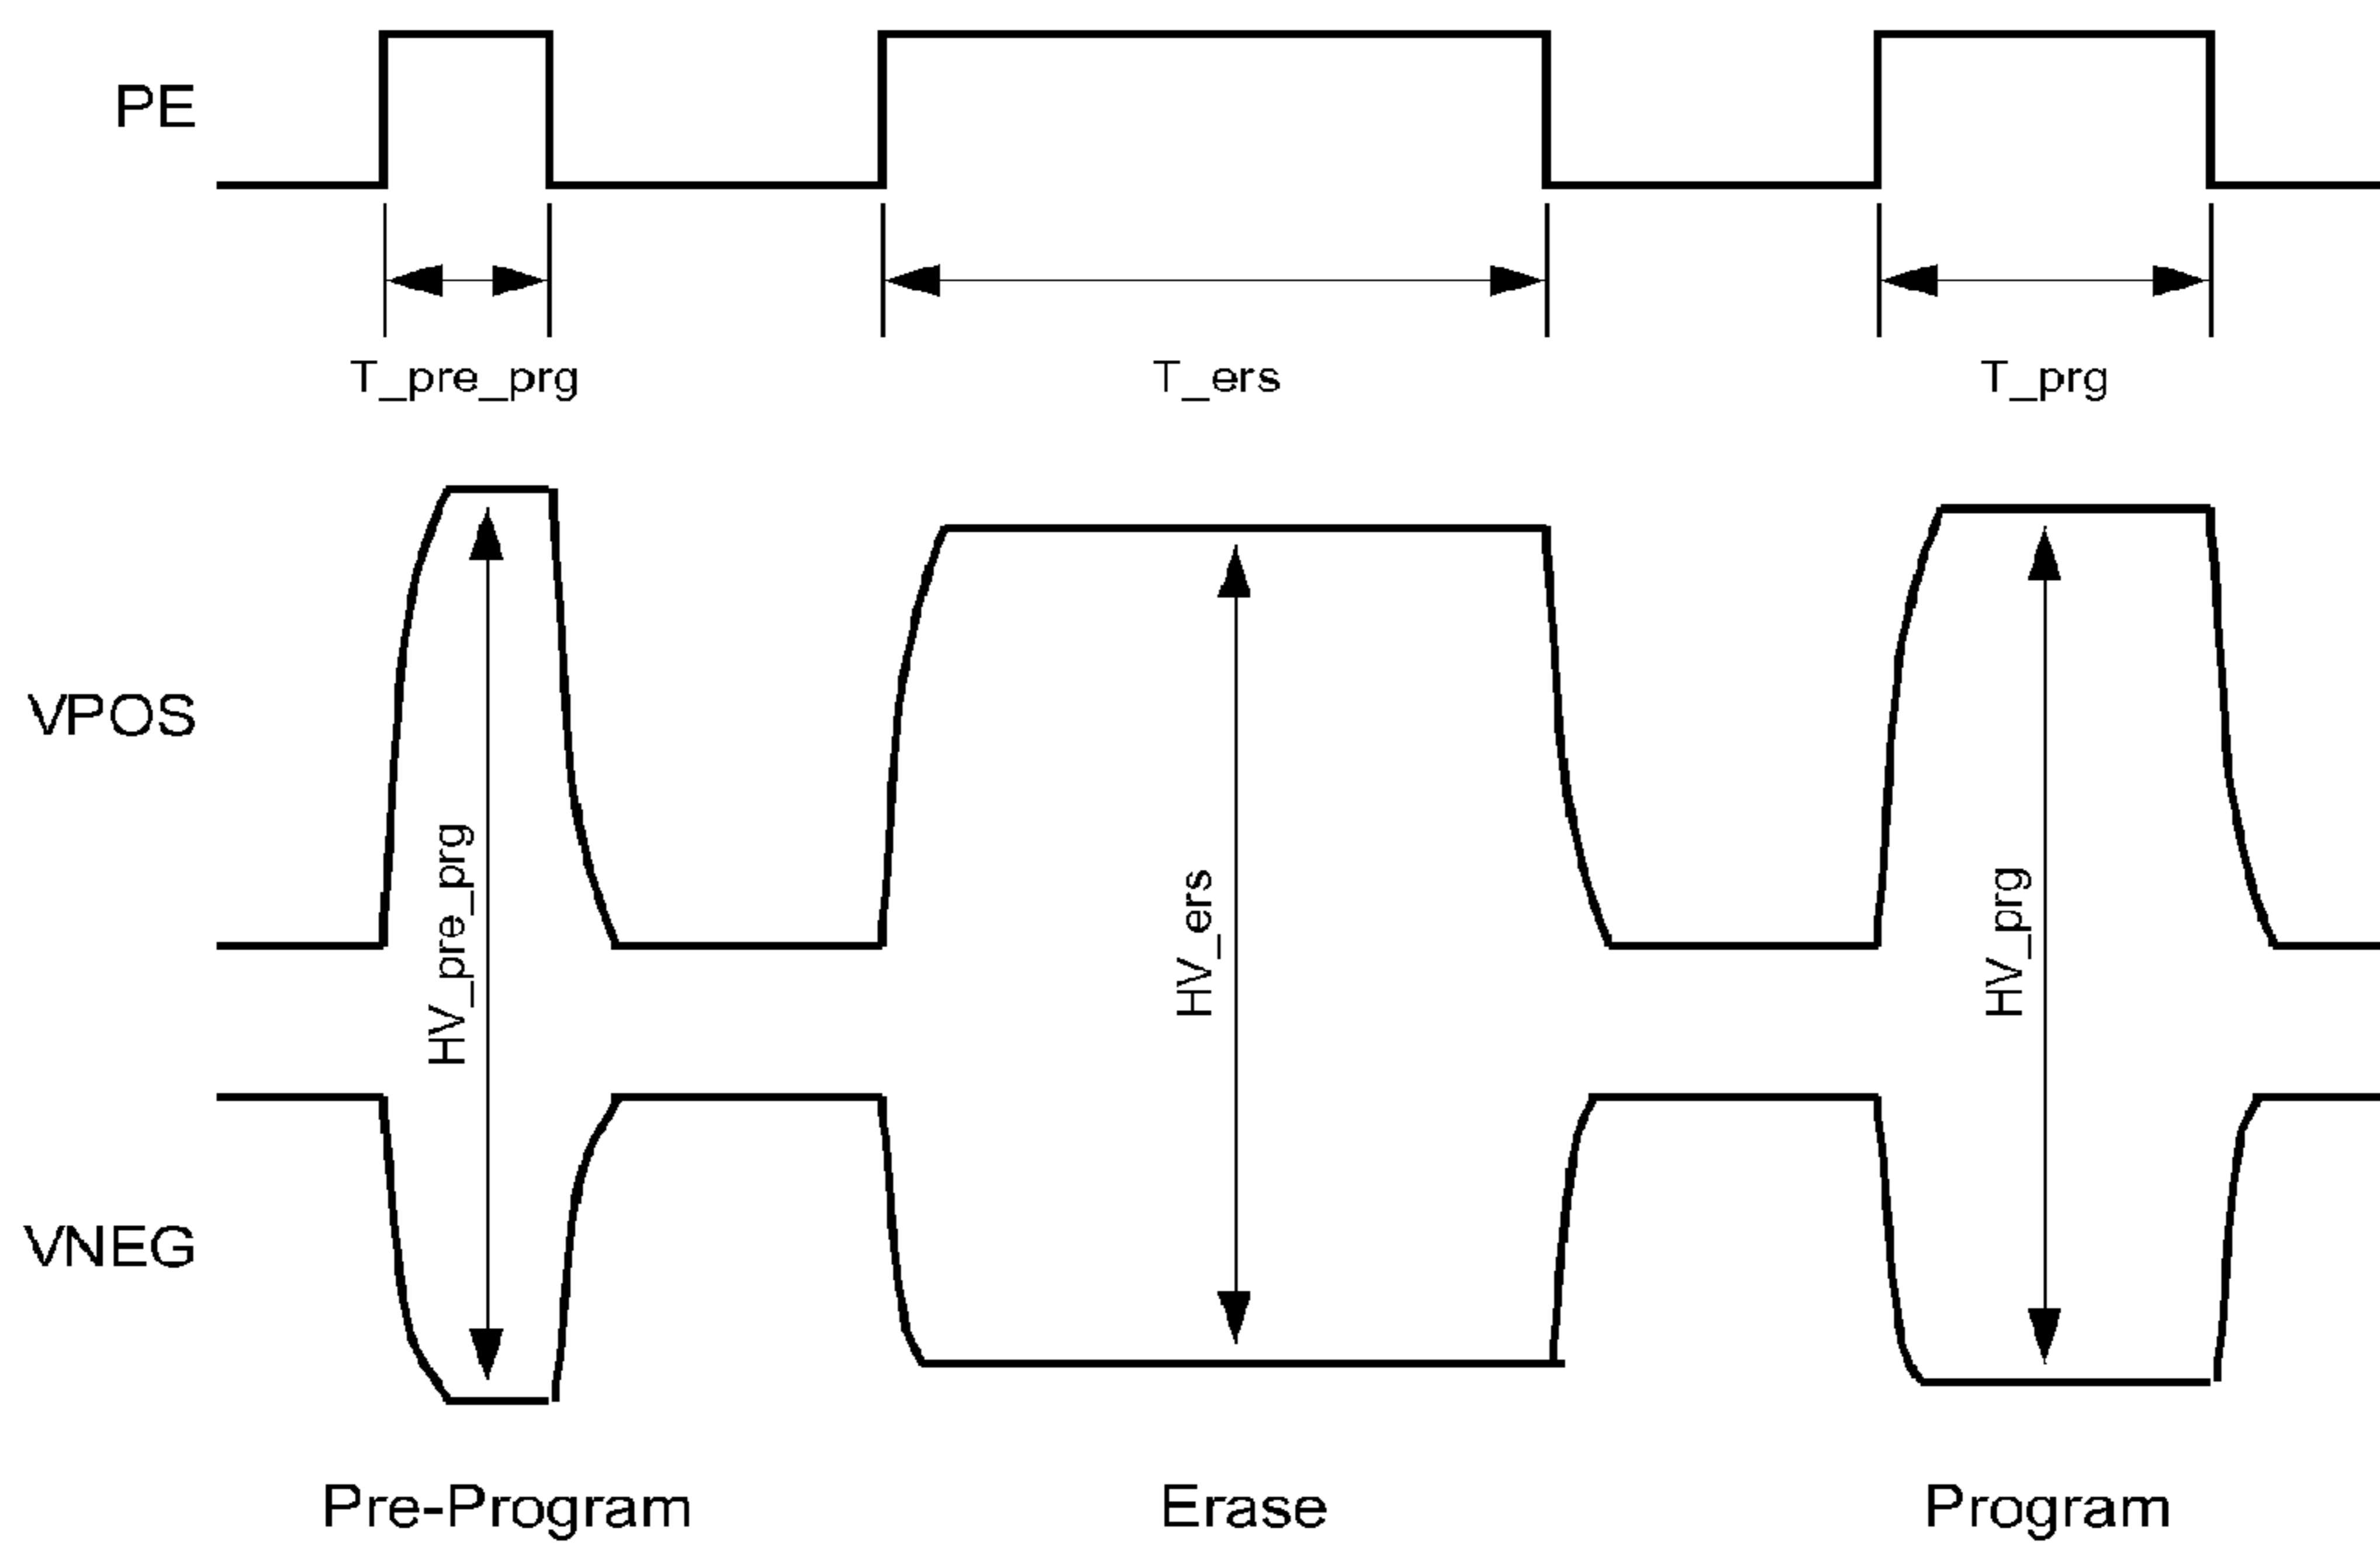 PE
T_pre_prg
T_ers
T_prg
VPOS
HV_pre_prg
HV_ers
HV_prg
VNEG
Pre-Program
Erase
Program